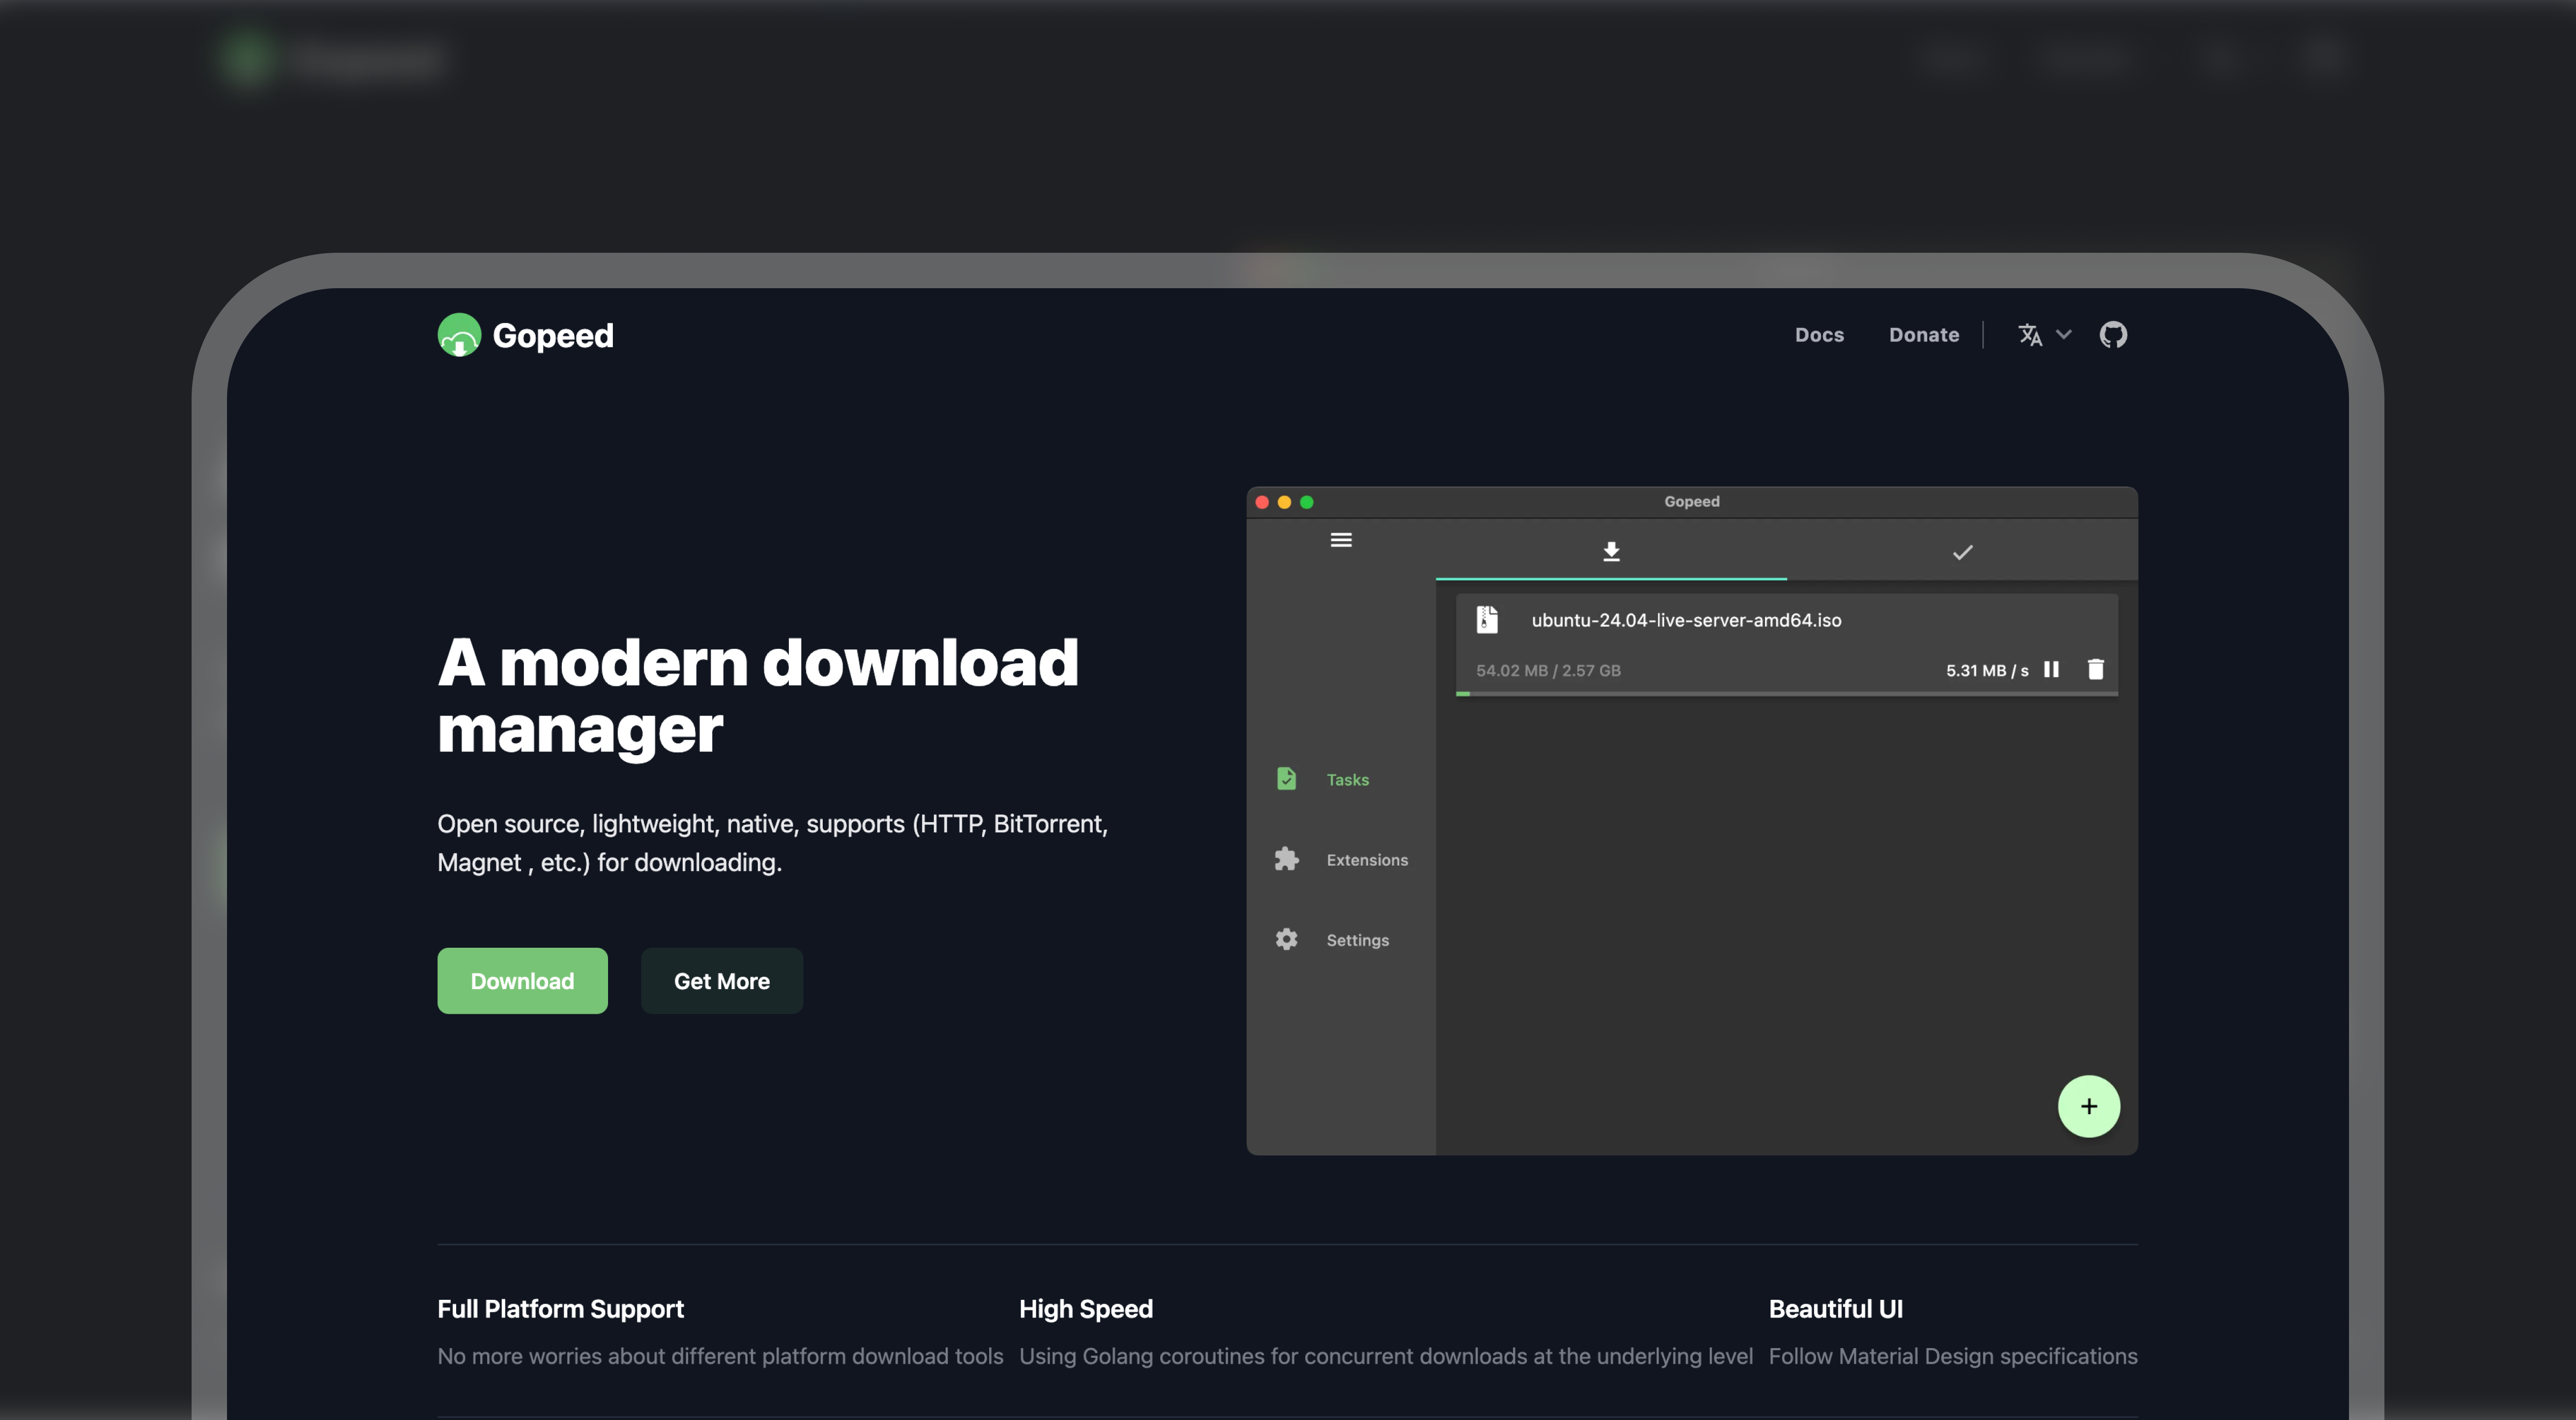 Gopeed
Docs
Donate
A modern download
manager
Open source, lightweight, native, supports (HTTP, BitTorrent,
Magnet , etc.) for downloading.
Download
Get More
Gopeed
ubuntu-24.04-live-server-amd64.iso
54.02 MB / 2.57 GB
5.31 MB / s
Tasks
Extensions
Settings
Full Platform Support
No more worries about different platform download tools
High Speed
Using Golang coroutines for concurrent downloads at the underlying level
Beautiful UI
Follow Material Design specifications